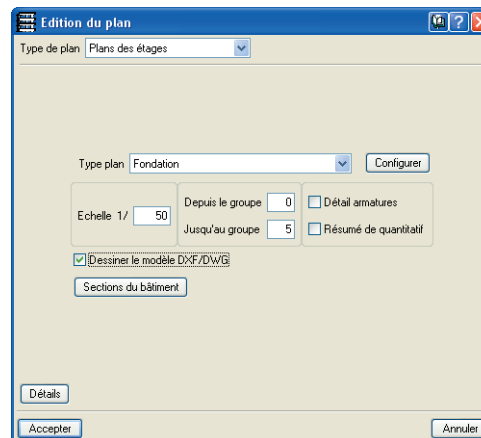 Edition du plan
Type de plan Plans des étages
Type plan Fondation Configurer
Echelle 1/ 50
Depuis le groupe 0
Jusqu'au groupe 5
Détail armatures
Résumé de quantitatif
Dessiner le modèle DXF/DWG
Sections du bâtiment
Détails
Accepter Annuler